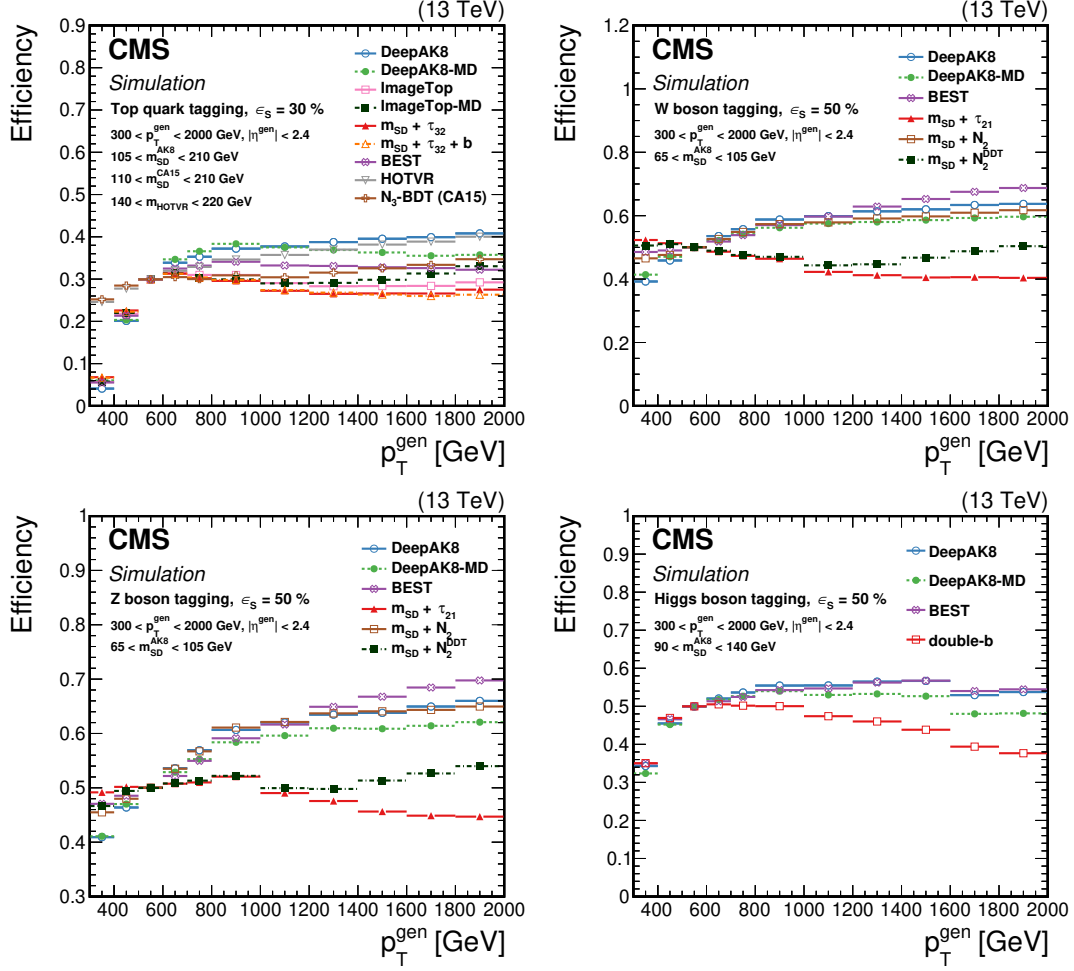 (13 TeV)
CMS
Simulation
Top quark tagging, ε_S = 30 %
300 < p_T^gen < 2000 GeV, |η^gen| < 2.4
105 < m_SD^AK8 < 210 GeV
110 < m_SD^CA15 < 210 GeV
140 < m_HOTVR < 220 GeV
DeepAK8
DeepAK8-MD
ImageTop
ImageTop-MD
m_SD + τ_32
m_SD + τ_32 + b
BEST
HOTVR
N_3-BDT (CA15)
Efficiency
0.9
0.8
0.7
0.6
0.5
0.4
0.3
0.2
0.1
0
400 600 800 1000 1200 1400 1600 1800 2000
p_T^gen [GeV]
(13 TeV)
CMS
Simulation
W boson tagging, ε_S = 50 %
300 < p_T^gen < 2000 GeV, |η^gen| < 2.4
65 < m_SD^AK8 < 105 GeV
DeepAK8
DeepAK8-MD
BEST
m_SD + τ_21
m_SD + N_2
m_SD + N_2^DDT
Efficiency
1.2
1
0.8
0.6
0.4
0.2
0
400 600 800 1000 1200 1400 1600 1800 2000
p_T^gen [GeV]
(13 TeV)
CMS
Simulation
Z boson tagging, ε_S = 50 %
300 < p_T^gen < 2000 GeV, |η^gen| < 2.4
65 < m_SD^AK8 < 105 GeV
DeepAK8
DeepAK8-MD
BEST
m_SD + τ_21
m_SD + N_2
m_SD + N_2^DDT
Efficiency
1
0.9
0.8
0.7
0.6
0.5
0.4
0.3
400 600 800 1000 1200 1400 1600 1800 2000
p_T^gen [GeV]
(13 TeV)
CMS
Simulation
Higgs boson tagging, ε_S = 50 %
300 < p_T^gen < 2000 GeV, |η^gen| < 2.4
90 < m_SD^AK8 < 140 GeV
DeepAK8
DeepAK8-MD
BEST
double-b
Efficiency
1
0.9
0.8
0.7
0.6
0.5
0.4
0.3
0.2
0.1
0
400 600 800 1000 1200 1400 1600 1800 2000
p_T^gen [GeV]